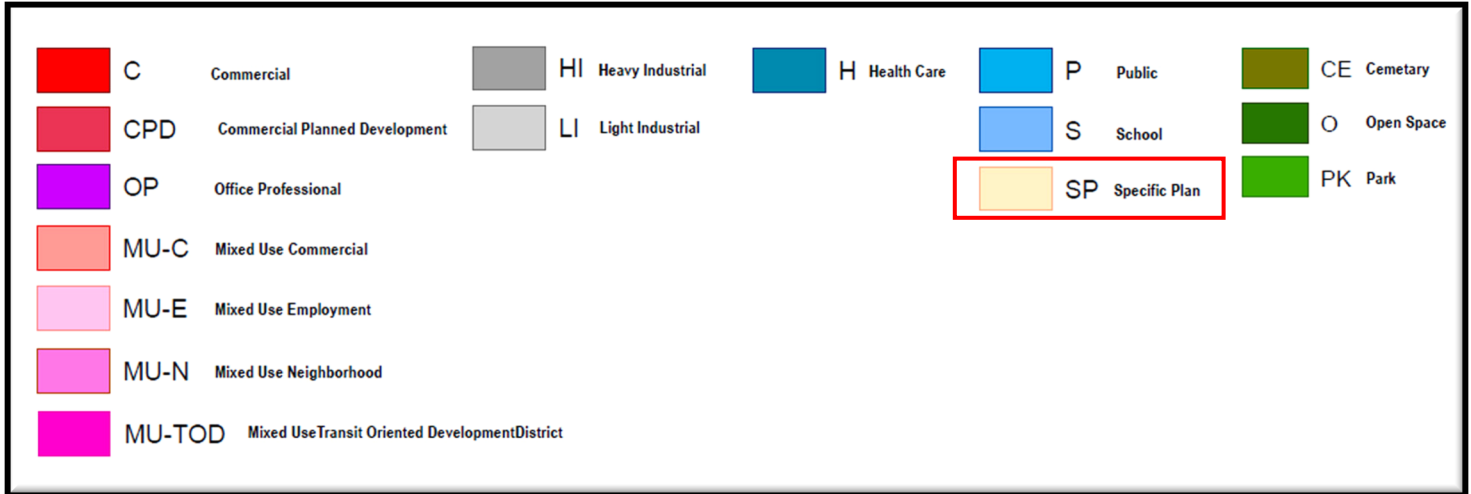 C Commercial
CPD Commercial Planned Development
OP Office Professional
MU-C Mixed Use Commercial
MU-E Mixed Use Employment
MU-N Mixed Use Neighborhood
MU-TOD Mixed UseTransit Oriented DevelopmentDistrict
HI Heavy Industrial
LI Light Industrial
H Health Care
P Public
S School
SP Specific Plan
CE Cemetary
O Open Space
PK Park